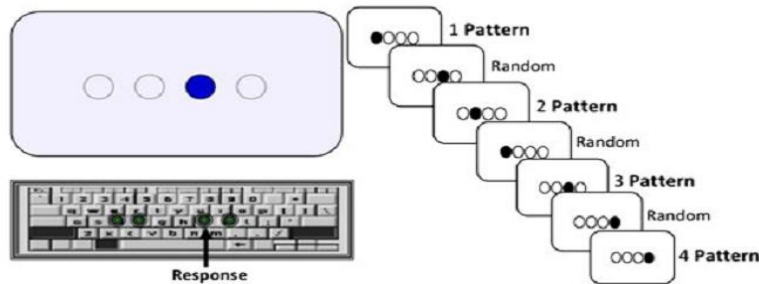 1 Pattern
Random
2 Pattern
Random
3 Pattern
Random
4 Pattern
Response